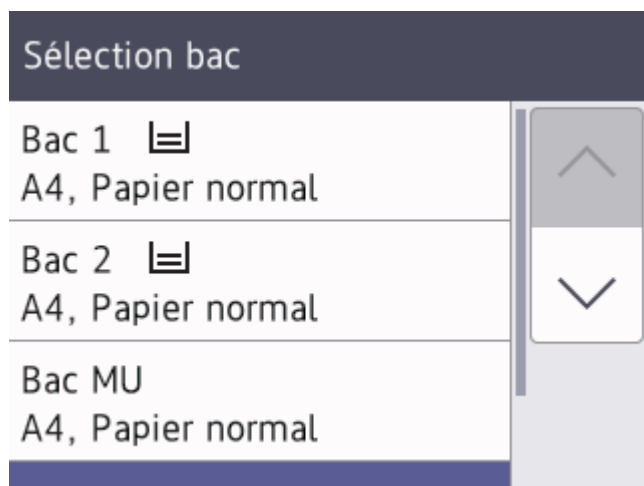 Sélection bac
Bac 1
A4, Papier normal
Bac 2
A4, Papier normal
Bac MU
A4, Papier normal